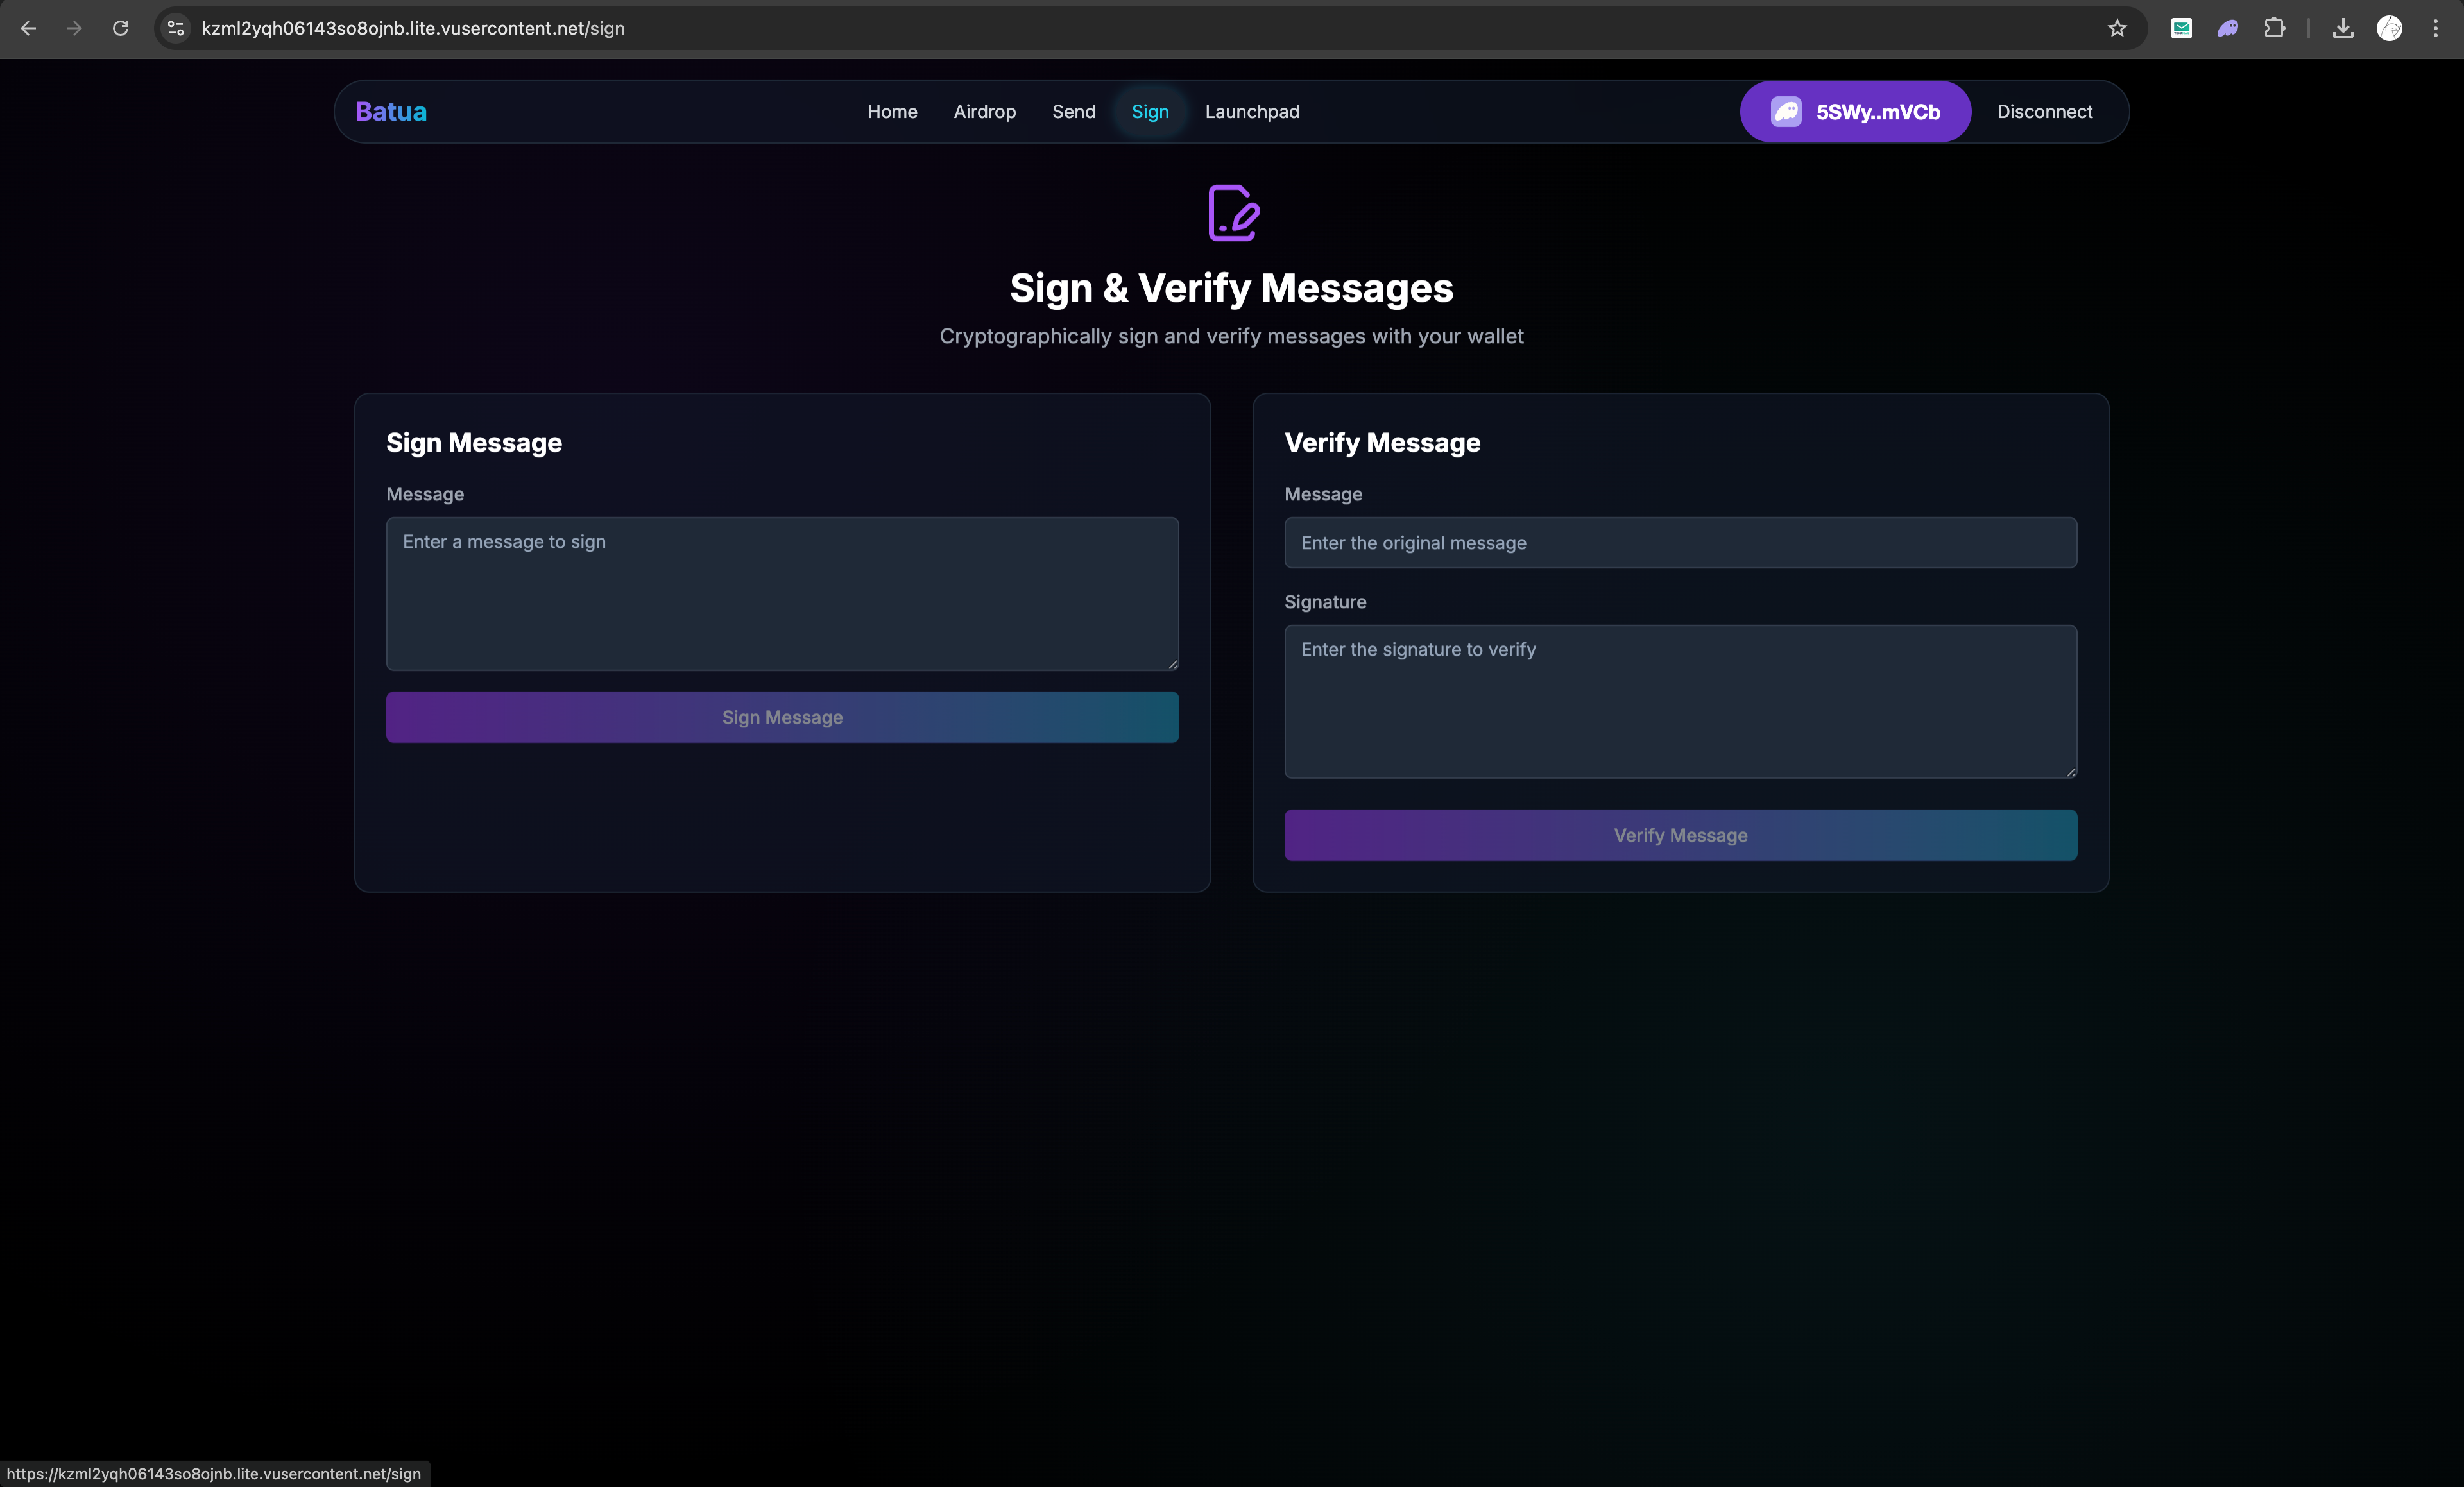 kzml2yqh06143so8ojnb.lite.vusercontent.net/sign
Batua
Home
Airdrop
Send
Sign
Launchpad
5SWy..mVCb
Disconnect
Sign & Verify Messages
Cryptographically sign and verify messages with your wallet
Sign Message
Message
Enter a message to sign
Sign Message
Verify Message
Message
Enter the original message
Signature
Enter the signature to verify
Verify Message
https://kzml2yqh06143so8ojnb.lite.vusercontent.net/sign